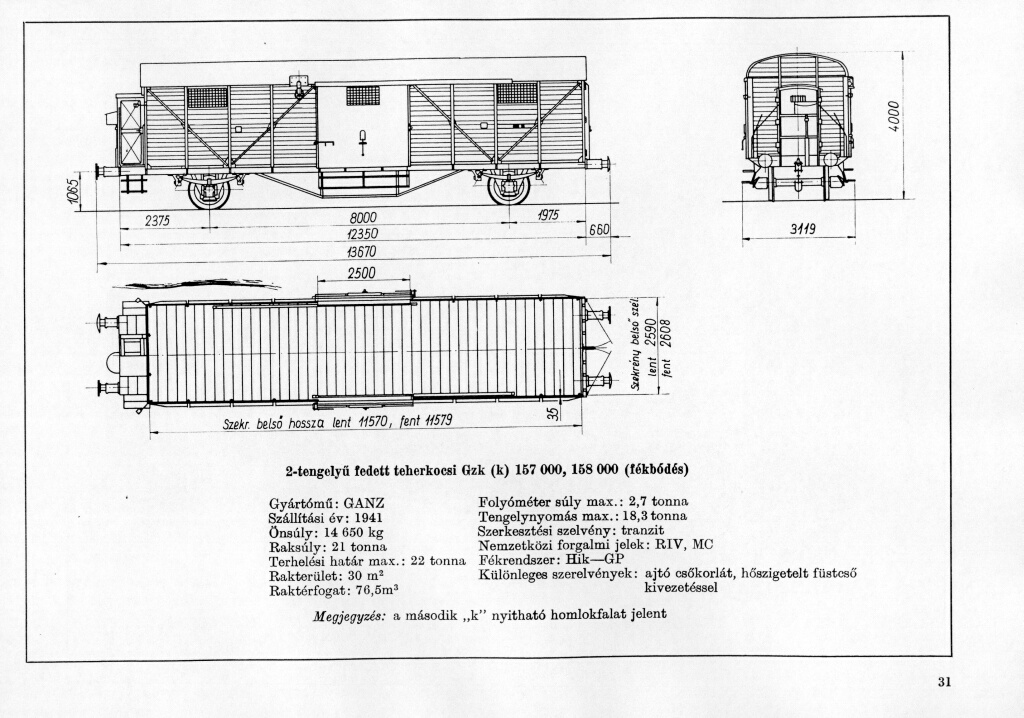 31
1065
2375
8000
1975
12350
660
13670
4000
3119
2500
Szekrény belső szél.
lent 2590
fent 2608
35
Szekr. belső hossza lent 11570, fent 11579
2-tengelyű fedett teherkocsi Gzk (k) 157 000, 158 000 (fékbódés)
Gyártómű: GANZ
Szállítási év: 1941
Önsúly: 14 650 kg
Raksúly: 21 tonna
Terhelési határ max.: 22 tonna
Rakterület: 30 m²
Raktérfogat: 76,5m³
Folyóméter súly max.: 2,7 tonna
Tengelynyomás max.: 18,3 tonna
Szerkesztési szelvény: tranzit
Nemzetközi forgalmi jelek: RIV, MC
Fékrendszer: Hik—GP
Különleges szerelvények: ajtó csőkorlát, hőszigetelt füstcső
kivezetéssel
Megjegyzés: a második „k” nyitható homlokfalat jelent